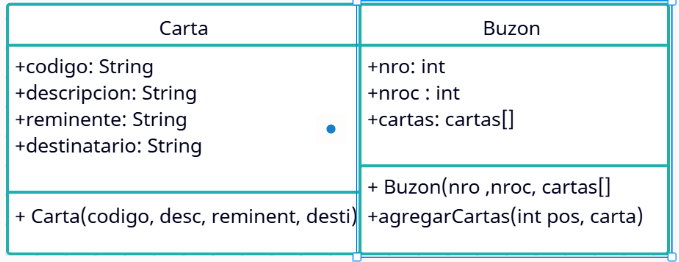 Carta
+codigo: String
+descripcion: String
+reminente: String
+destinatario: String
+ Carta(codigo, desc, reminent, desti)
Buzon
+nro: int
+nroc : int
+cartas: cartas[]
+ Buzon(nro ,nroc, cartas[]
+agregarCartas(int pos, carta)